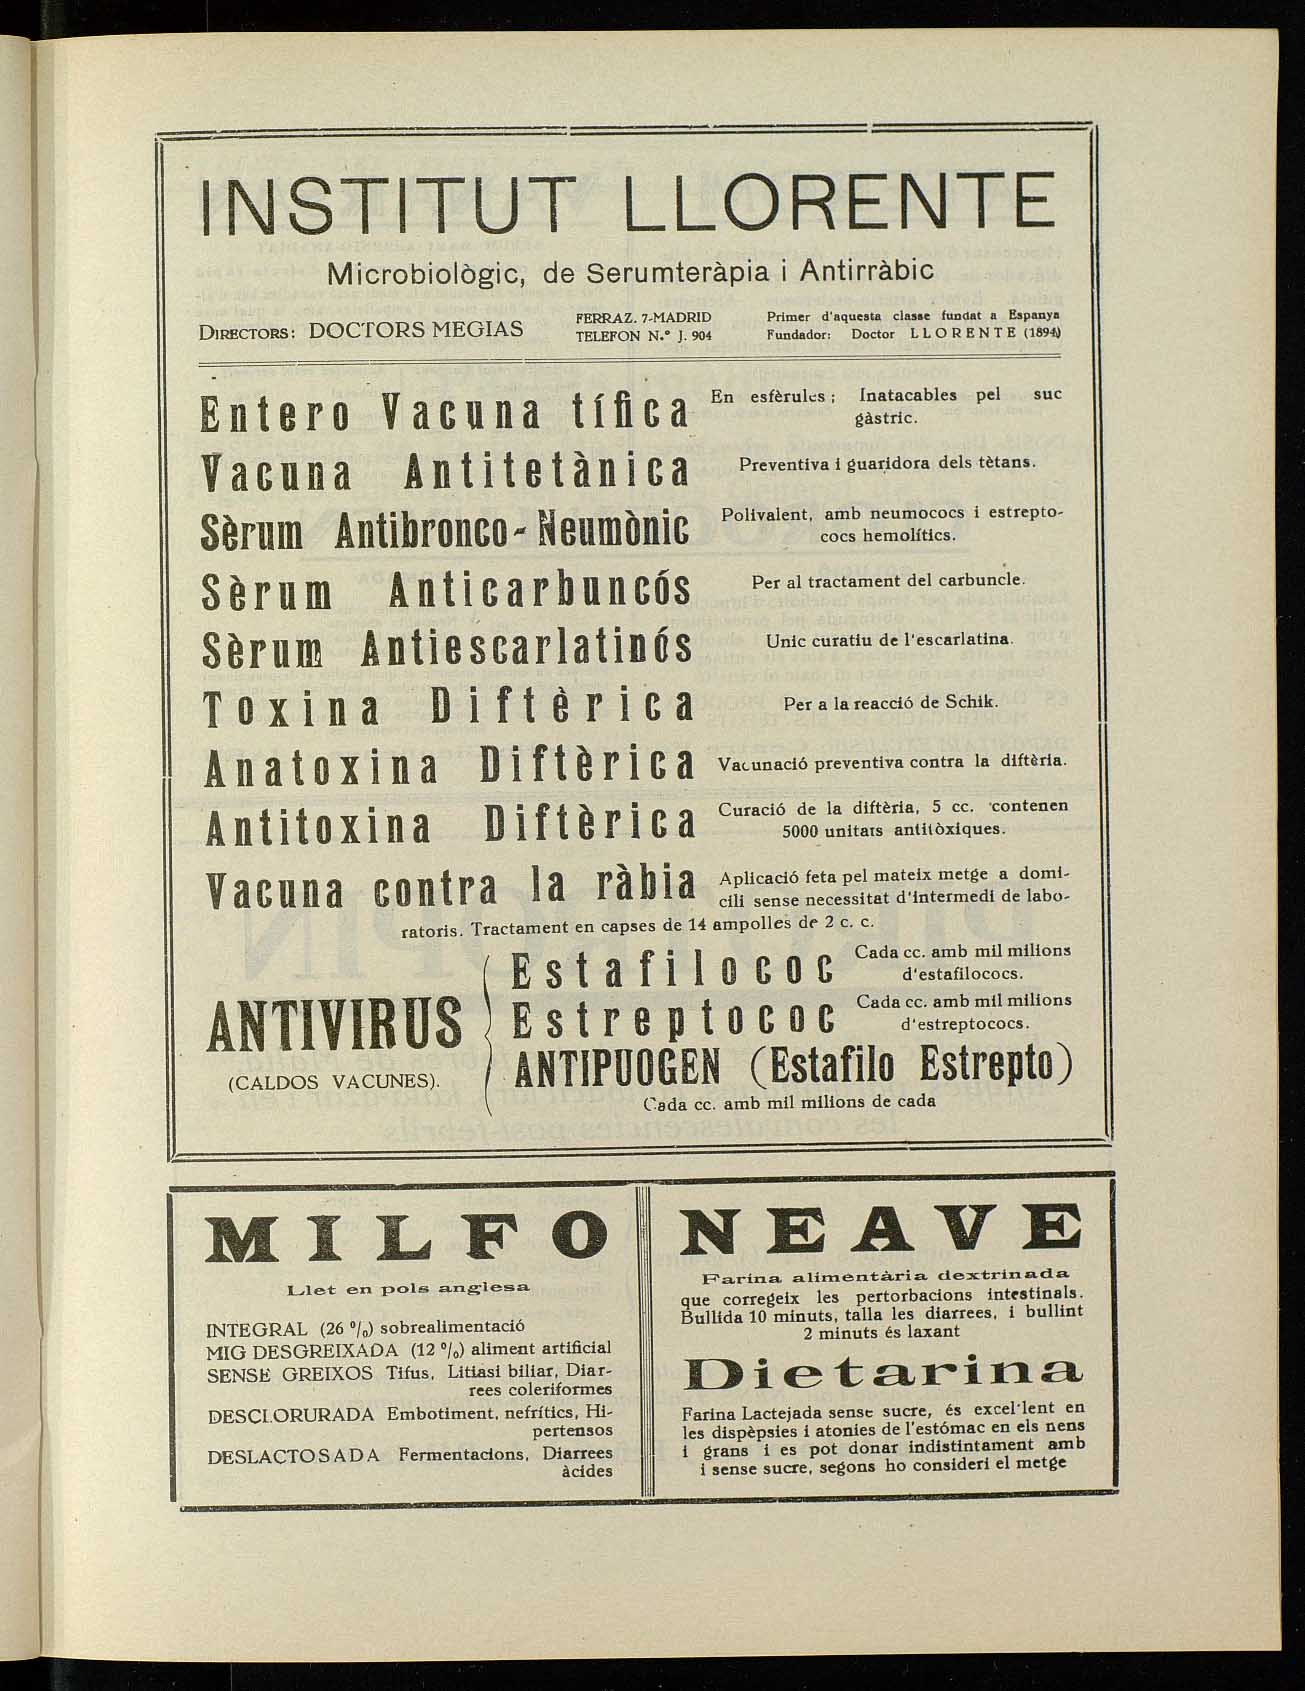 INSTITUT LLORENTE
Microbiològic, de Serumteràpia i Antirràbic
DIRECTORS: DOCTORS MEGIAS
FERRAZ. 7-MADRID
TELEFON N.º J. 904
Primer d'aquesta classe fundat a Espanya
Fundador: Doctor LLORENTE (1894)
Entero Vacuna tífica
En esfèrules; Inatacables pel suc
gàstric.
Vacuna Antitetànica
Preventiva i guaridora dels tètans.
Sèrum Antibronco-Neumònic
Polivalent, amb neumococs i estrepto-
cocs hemolítics.
Sèrum Anticarbuncós
Per al tractament del carbuncle.
Sèrum Antiescarlatinós
Unic curatiu de l'escarlatina.
Toxina Diftèrica
Per a la reacció de Schik.
Anatoxina Diftèrica
Vacunació preventiva contra la diftèria.
Antitoxina Diftèrica
Curació de la diftèria, 5 cc. contenen
5000 unitats antitòxiques.
Vacuna contra la ràbia
Aplicació feta pel mateix metge a domi-
cili sense necessitat d'intermedi de labo-
ratoris. Tractament en capses de 14 ampolles de 2 c. c.
ANTIVIRUS
(CALDOS VACUNES).
Estafilococ
Cada cc. amb mil milions
d'estafilococs.
Estreptococ
Cada cc. amb mil milions
d'estreptococs.
ANTIPUOGEN (Estafilo Estrepto)
Cada cc. amb mil milions de cada
MILFO
Llet en pols anglesa
INTEGRAL (26 %) sobrealimentació
MIG DESGREIXADA (12 %) aliment artificial
SENSE GREIXOS Tifus, Litiasi biliar, Diar-
rees coleriformes
DESCLORURADA Embotiment, nefrítics, Hi-
pertensos
DESLACTOSADA Fermentacions, Diarrees
àcides
NEAVE
Farina alimentària dextrinada
que corregeix les pertorbacions intestinals.
Bullida 10 minuts, talla les diarrees, i bullint
2 minuts és laxant
Dietarina
Farina Lactejada sense sucre, és excel·lent en
les dispèpsies i atonies de l'estómac en els nens
i grans i es pot donar indistintament amb
i sense sucre, segons ho consideri el metge